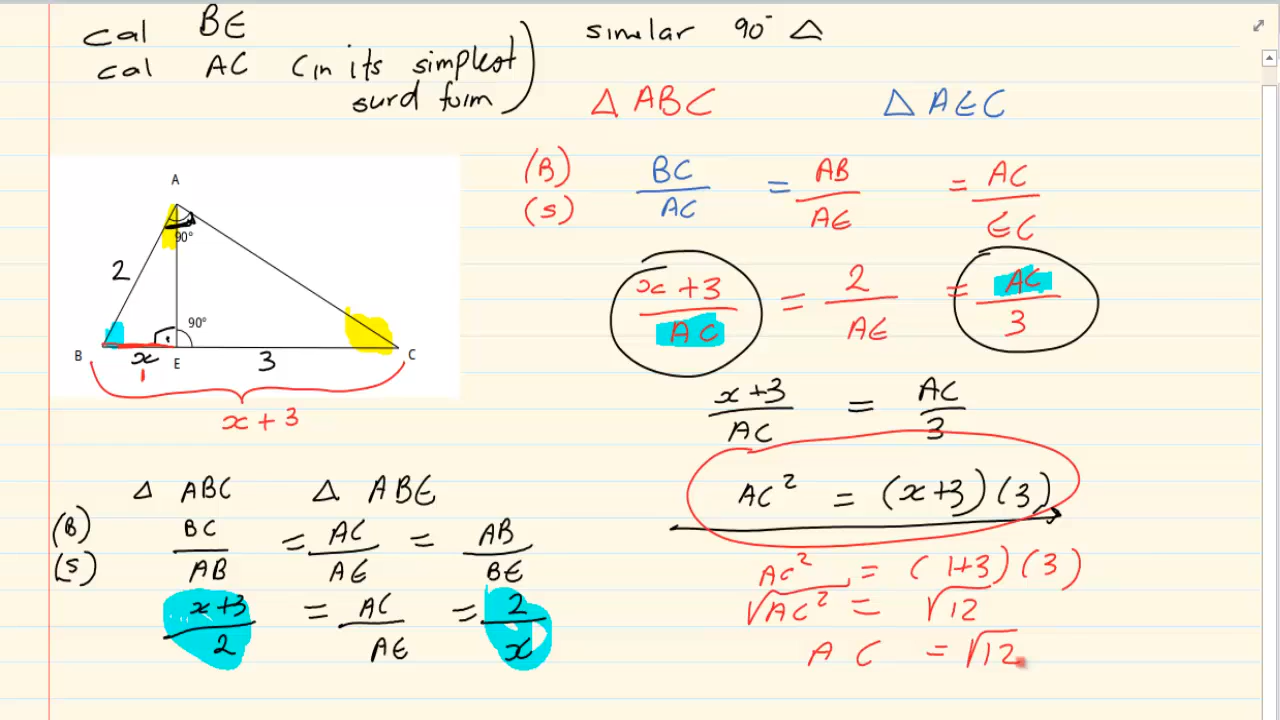 cal BE
cal AC (in its simplest
surd form)
similar 90° △
△ ABC △ AEC
(B) BC = AB = AC
(S) AC AE EC
x+3 = 2 = AC
AC AE 3
A
90°
2
90°
B x E 3 C
1
x + 3
x+3 = AC
AC 3
AC² = (x+3)(3)
AC² = (1+3)(3)
√AC² = √12
AC = √12
△ ABC △ ABE
(B) BC = AC = AB
(S) AB AE BE
x+3 = AC = 2
2 AE x